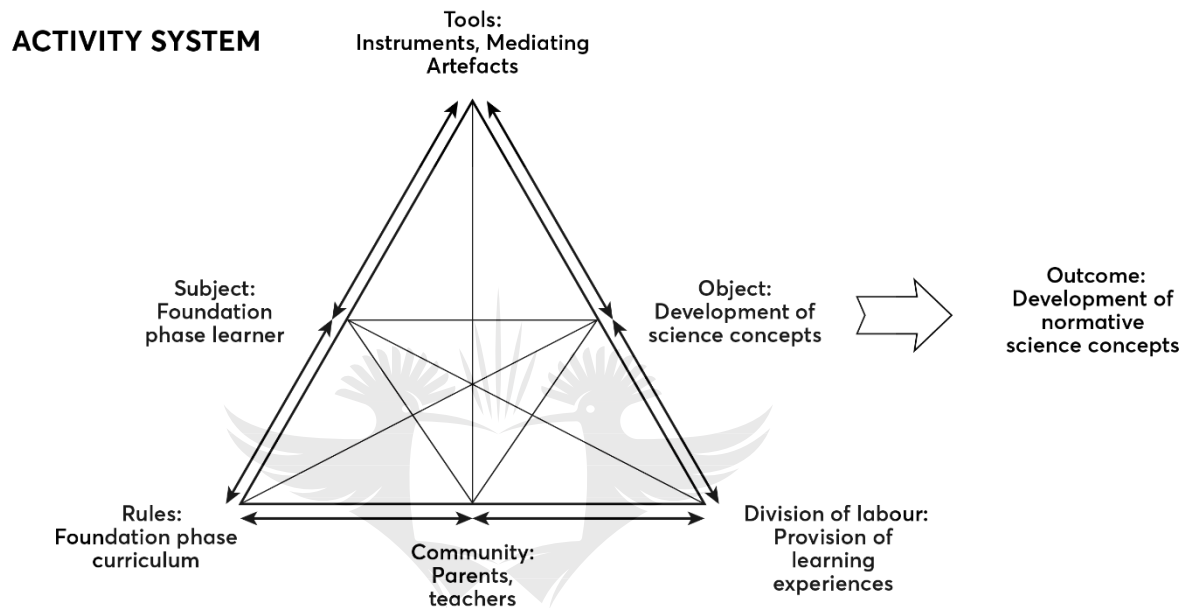 ACTIVITY SYSTEM
Tools:
Instruments, Mediating
Artefacts
Subject:
Foundation
phase learner
Object:
Development of
science concepts
Outcome:
Development of
normative
science concepts
Rules:
Foundation phase
curriculum
Community:
Parents,
teachers
Division of labour:
Provision of
learning
experiences